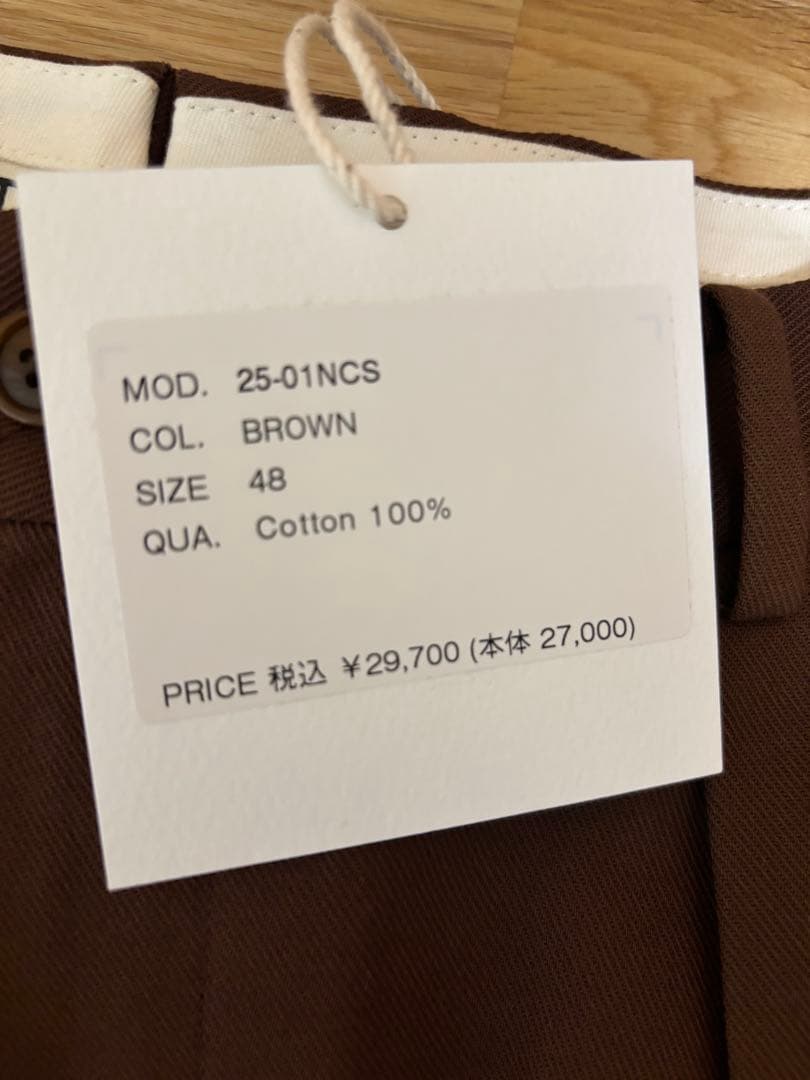 MOD. 25-01NCS
COL. BROWN
SIZE 48
QUA. Cotton 100%
PRICE 税込 ¥29,700 (本体 27,000)